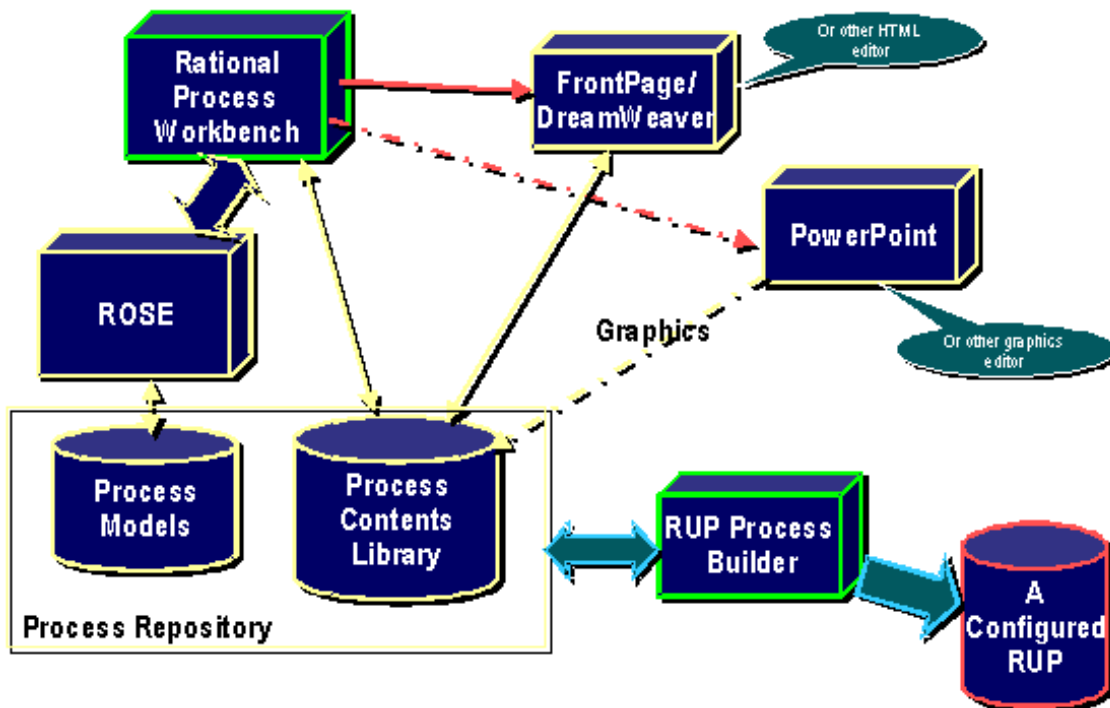 Rational
Process
Workbench
FrontPage/
DreamWeaver
Or other HTML
editor
PowerPoint
Or other graphics
editor
ROSE
Graphics
Process
Models
Process
Contents
Library
Process Repository
RUP Process
Builder
A
Configured
RUP